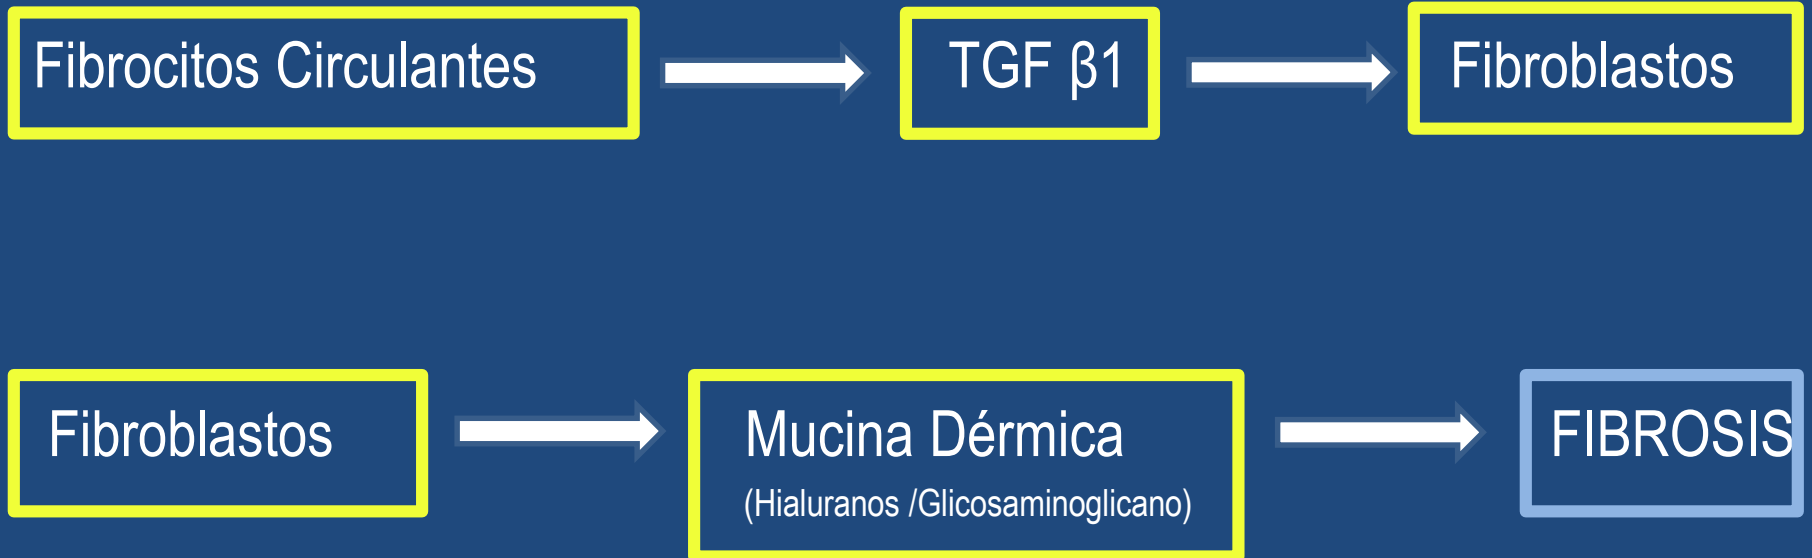 Fibrocitos Circulantes
TGF β1
Fibroblastos
Fibroblastos
Mucina Dérmica
(Hialuranos /Glicosaminoglicano)
FIBROSIS